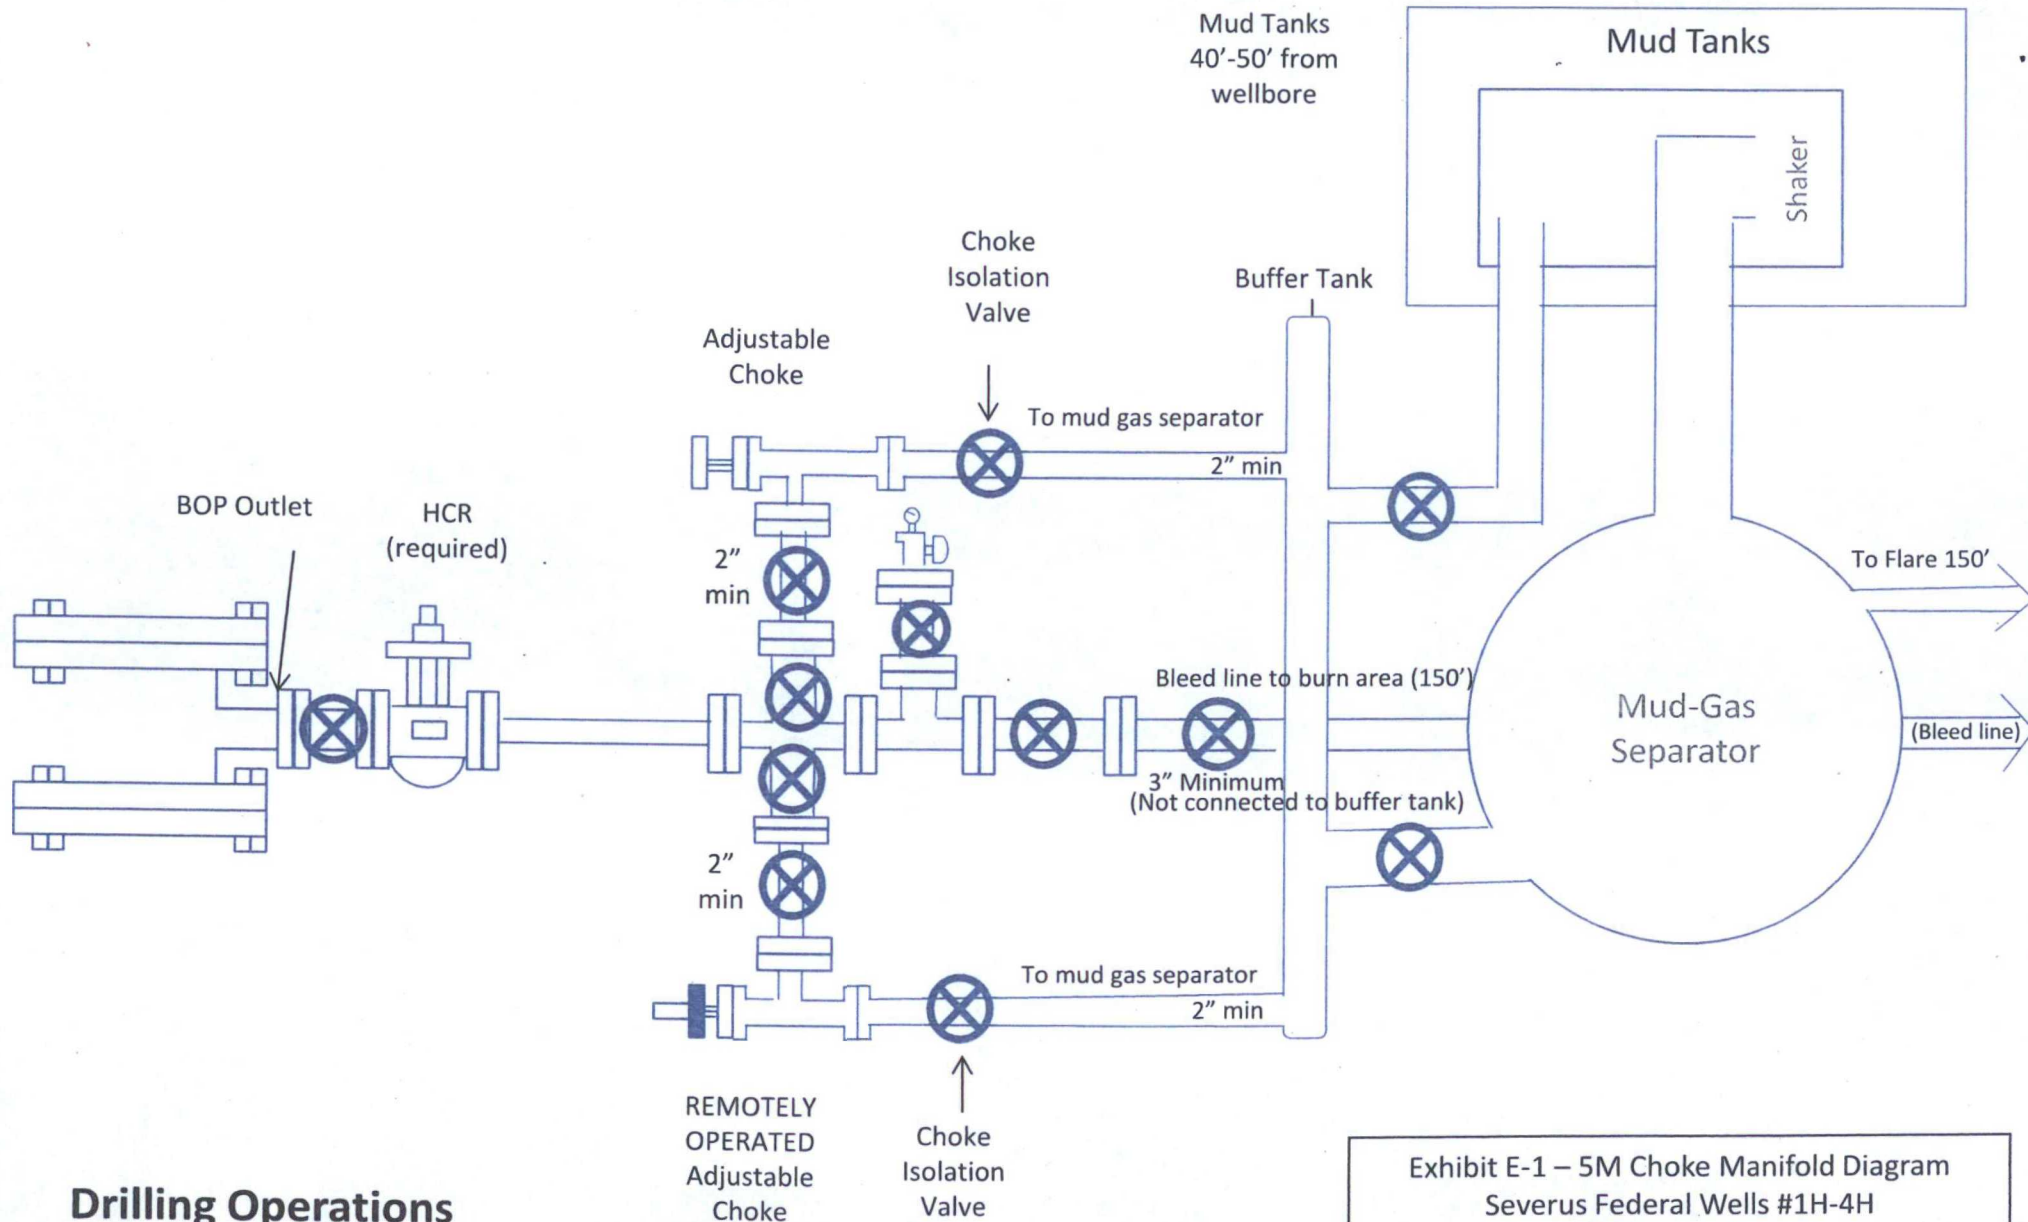 Mud Tanks
40'-50' from
wellbore
Mud Tanks
Shaker
Choke
Isolation
Valve
Buffer Tank
Adjustable
Choke
To mud gas separator
2" min
BOP Outlet
HCR
(required)
2"
min
To Flare 150'
Bleed line to burn area (150')
Mud-Gas
Separator
(Bleed line)
3" Minimum
(Not connected to buffer tank)
2"
min
To mud gas separator
2" min
REMOTELY
OPERATED
Adjustable
Choke
Choke
Isolation
Valve
Drilling Operations
Exhibit E-1 – 5M Choke Manifold Diagram
Severus Federal Wells #1H-4H